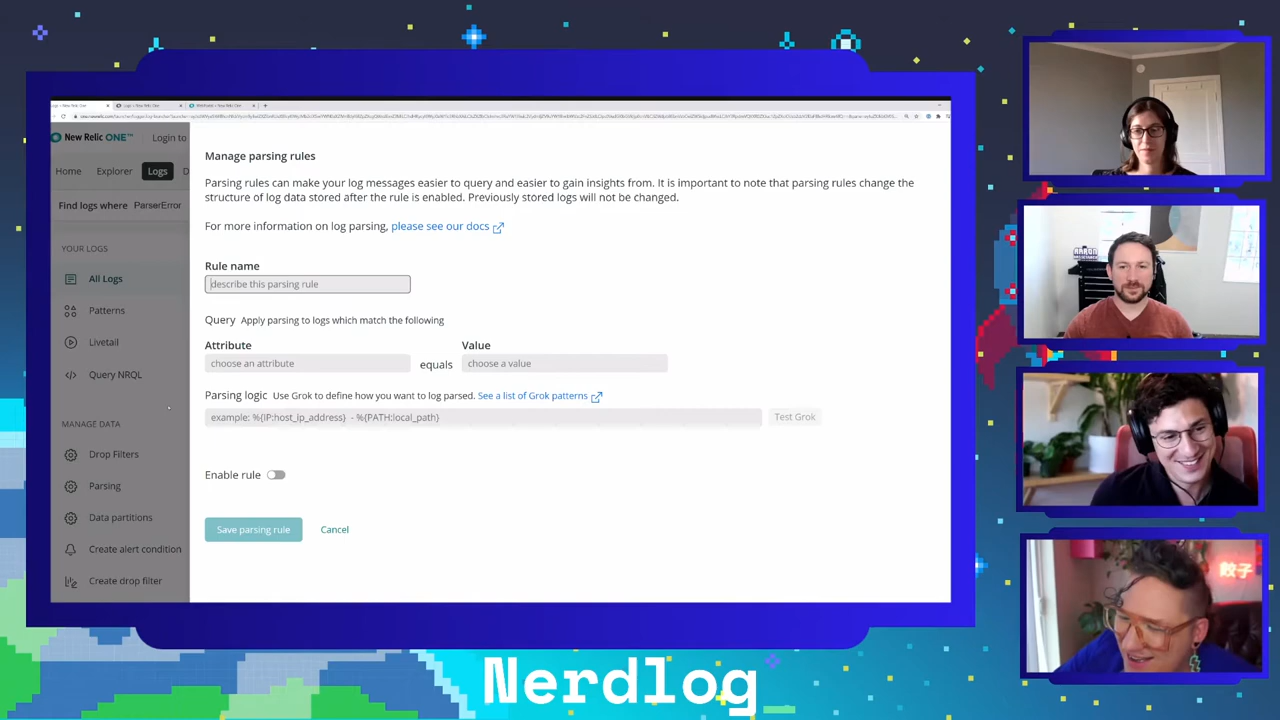 New Relic ONE™
Login to
Home
Explorer
Logs
D
Find logs where
ParserError
YOUR LOGS
All Logs
Patterns
Livetail
Query NRQL
MANAGE DATA
Drop Filters
Parsing
Data partitions
Create alert condition
Create drop filter
Manage parsing rules
Parsing rules can make your log messages easier to query and easier to gain insights from. It is important to note that parsing rules change the
structure of log data stored after the rule is enabled. Previously stored logs will not be changed.
For more information on log parsing, please see our docs
Rule name
describe this parsing rule
Query Apply parsing to logs which match the following
Attribute
Value
choose an attribute
equals
choose a value
Parsing logic Use Grok to define how you want to log parsed. See a list of Grok patterns
example: %{IP:host_ip_address} - %{PATH:local_path}
Test Grok
Enable rule
Save parsing rule
Cancel
餃子
Nerdlog